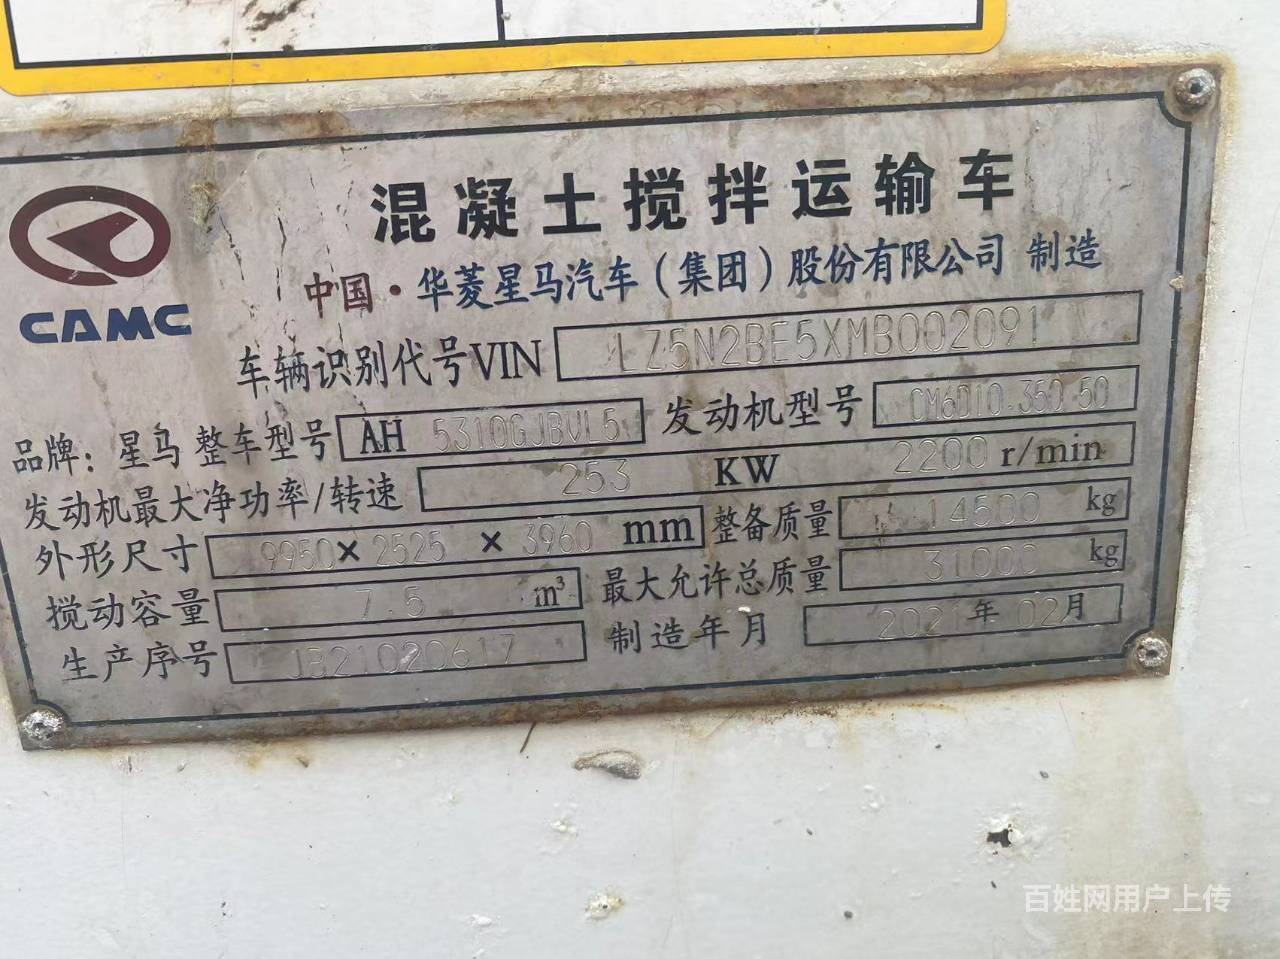 混凝土搅拌运输车
CAMC
中国·华菱星马汽车(集团)股份有限公司 制造
车辆识别代号VIN LZ5N2BE5XMB002091
品牌: 星马 整车型号 AH 5310GJBVL5 发动机型号 CM6D10.350 50
发动机最大净功率/转速 253 KW 2200 r/min
外形尺寸 9950 × 2525 × 3960 mm 整备质量 14500 kg
搅动容量 7.5 m³ 最大允许总质量 31000 kg
生产序号 JB21020617 制造年月 2021年 02月
百姓网用户上传